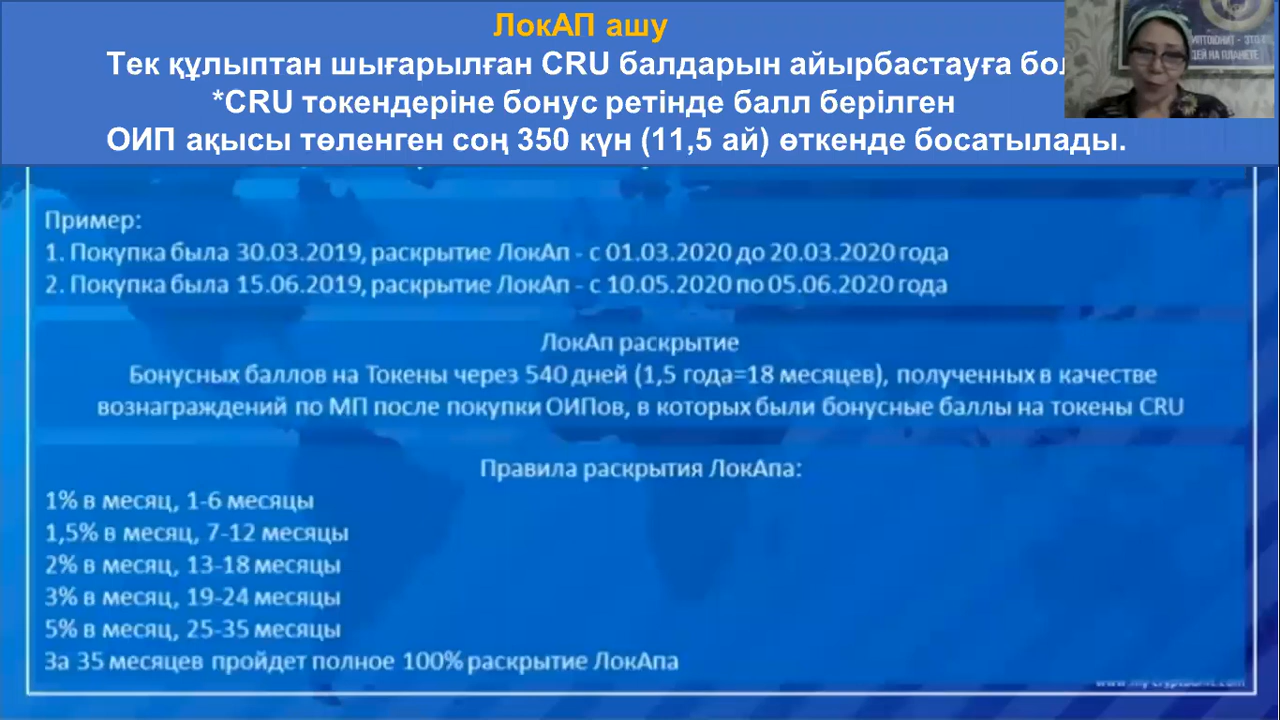 ЛокАП ашу
Тек құлыптан шығарылған CRU балдарын айырбастауға
*CRU токендеріне бонус ретінде балл берілген
ОИП ақысы төленген соң 350 күн (11,5 ай) өткенде босатылады.
Пример:
1. Покупка была 30.03.2019, раскрытие ЛокАп - с 01.03.2020 до 20.03.2020 года
2. Покупка была 15.06.2019, раскрытие ЛокАп - с 10.05.2020 по 05.06.2020 года
ЛокАп раскрытие
Бонусных баллов на Токены через 540 дней (1,5 года=18 месяцев), полученных в качестве
вознаграждений по МП после покупки ОИПов, в которых были бонусные баллы на токены CRU
Правила раскрытия ЛокАпа:
1% в месяц, 1-6 месяцы
1,5% в месяц, 7-12 месяцы
2% в месяц, 13-18 месяцы
3% в месяц, 19-24 месяцы
5% в месяц, 25-35 месяцы
За 35 месяцев пройдет полное 100% раскрытие ЛокАпа